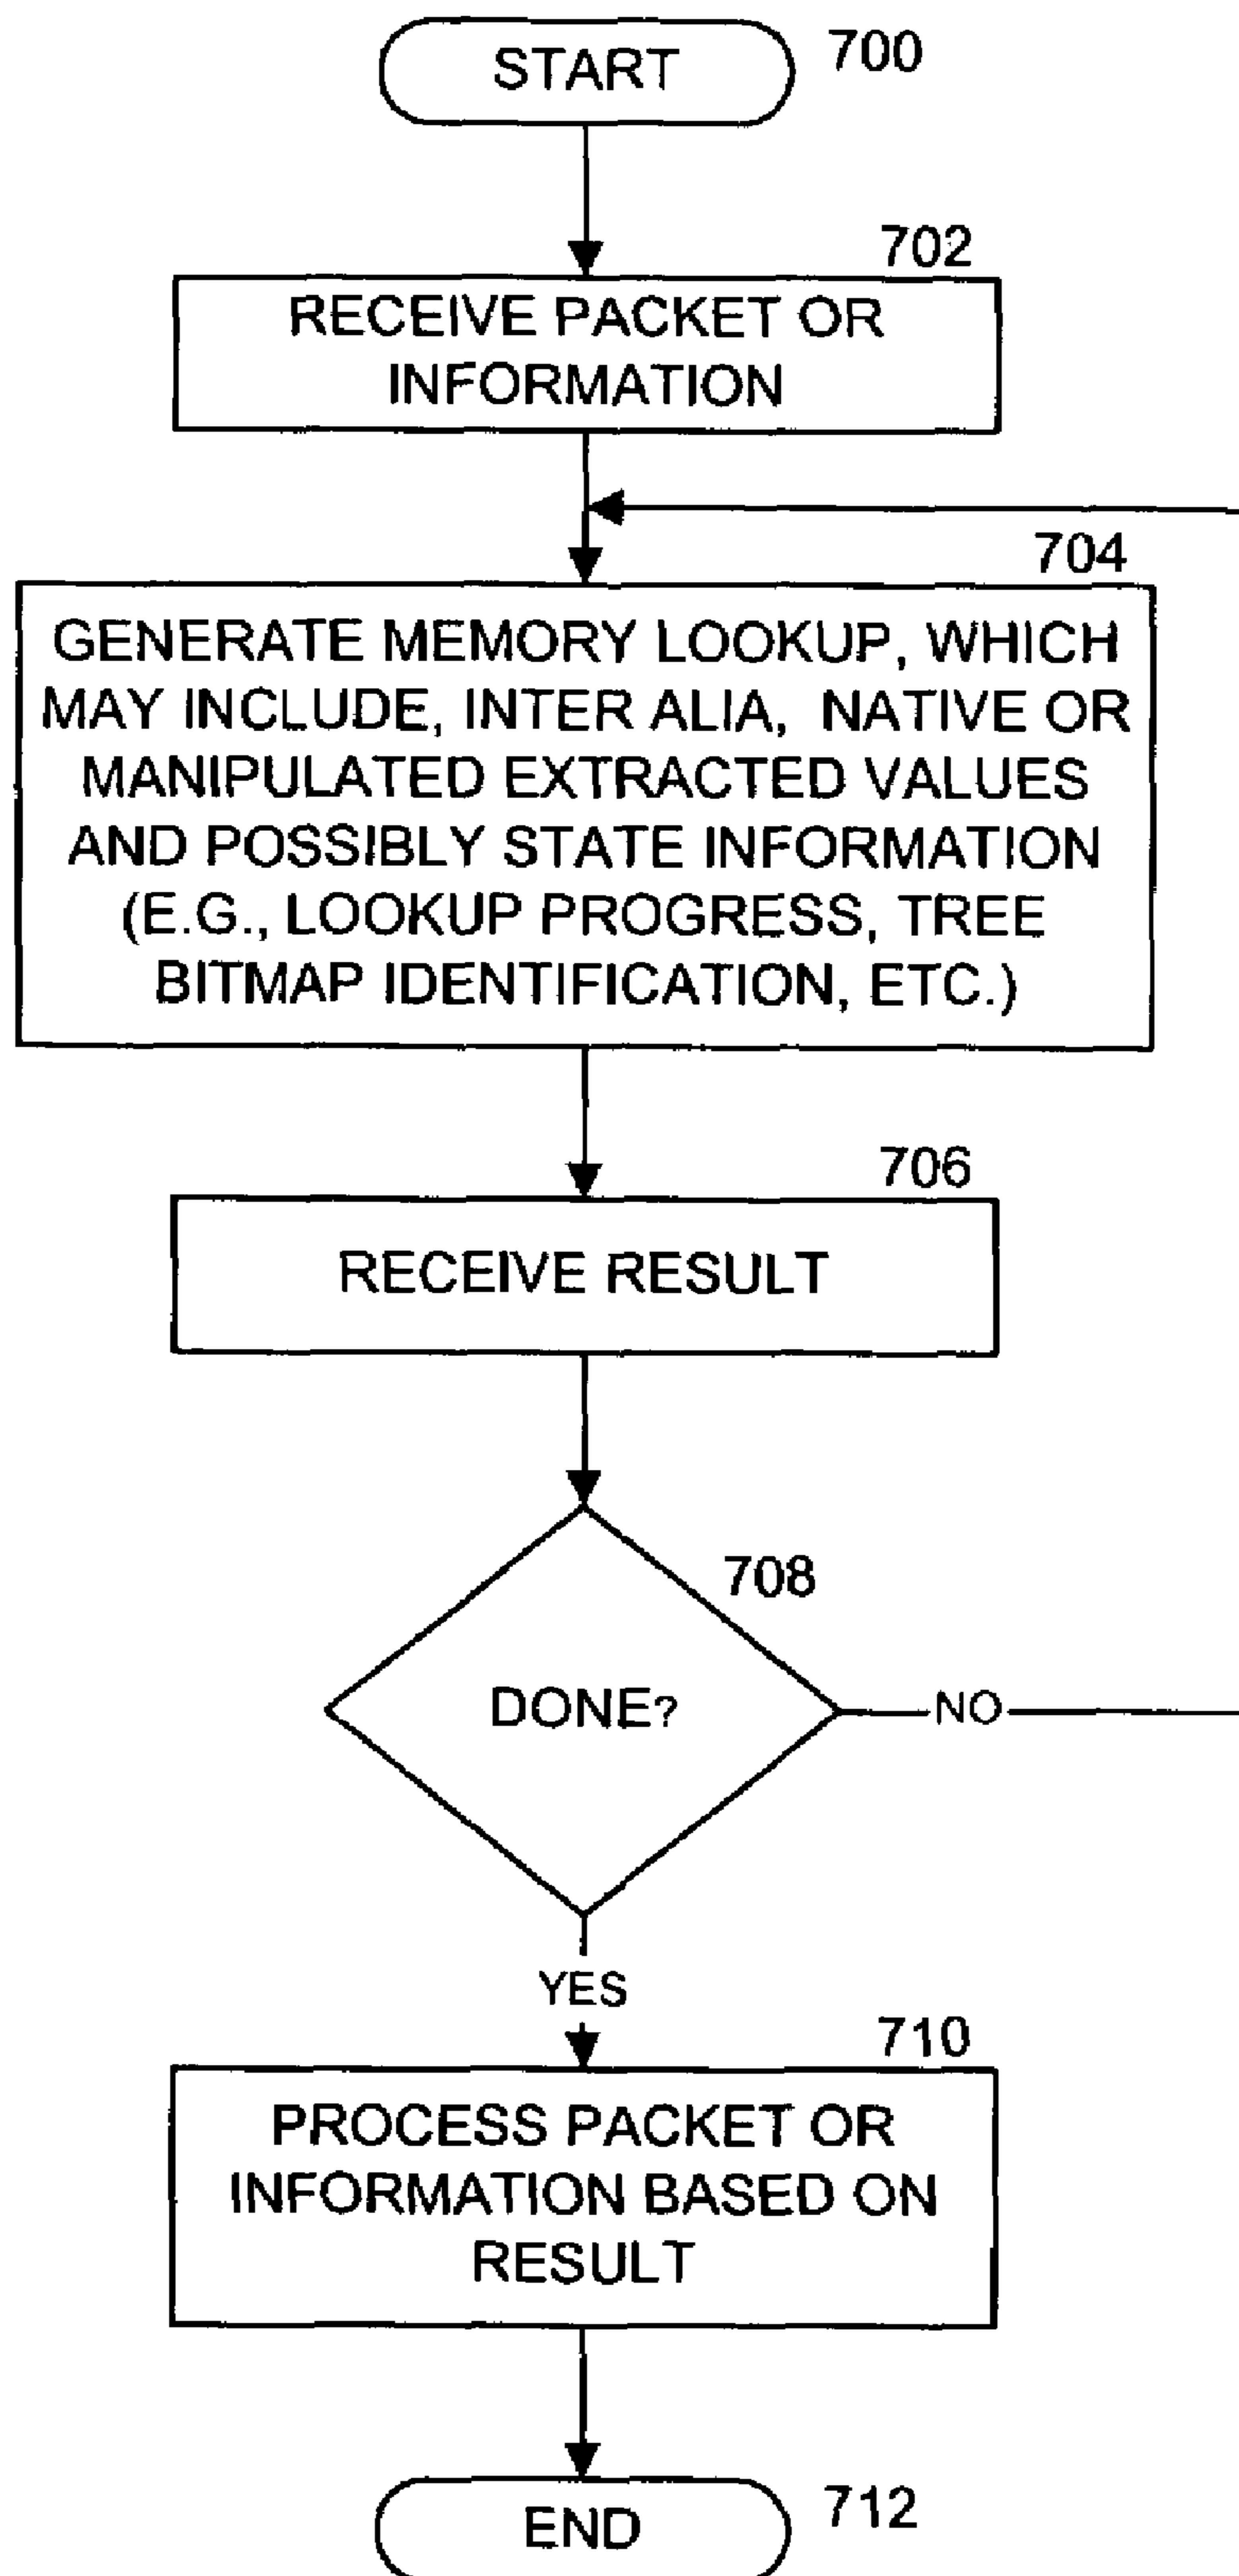 START
700
702
RECEIVE PACKET OR
INFORMATION
704
GENERATE MEMORY LOOKUP, WHICH
MAY INCLUDE, INTER ALIA, NATIVE OR
MANIPULATED EXTRACTED VALUES
AND POSSIBLY STATE INFORMATION
(E.G., LOOKUP PROGRESS, TREE
BITMAP IDENTIFICATION, ETC.)
706
RECEIVE RESULT
708
DONE?
NO
YES
710
PROCESS PACKET OR
INFORMATION BASED ON
RESULT
END
712